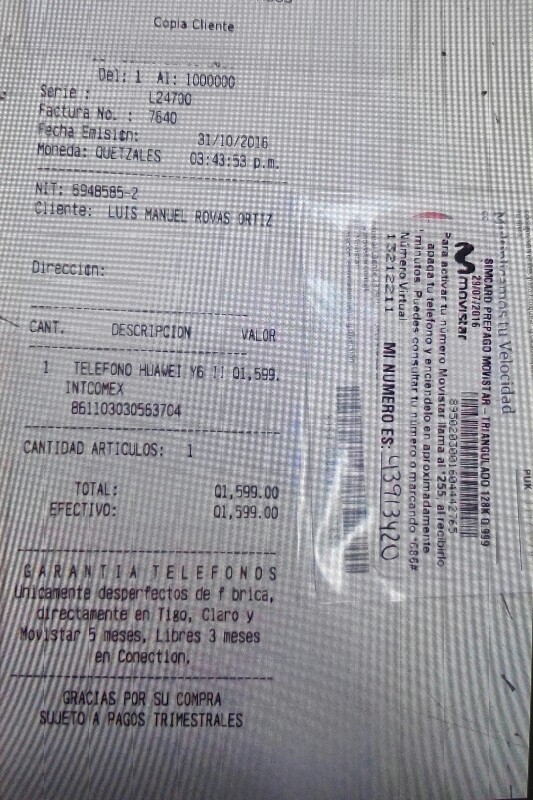 Copia Cliente
Del: 1 Al: 1000000
Serie : L24700
Factura No. : 7640
Fecha Emision: 31/10/2016
Moneda: QUETZALES 03:43:53 p.m.
NIT: 6948585-2
Cliente: LUIS MANUEL ROVAS ORTIZ
Direccion:
CANT. DESCRIPCION VALOR
1 TELEFONO HUAWEI Y6 II Q1,599.
INTCOMEX
861103030563704
CANTIDAD ARTICULOS: 1
TOTAL: Q1,599.00
EFECTIVO: Q1,599.00
GARANTIA TELEFONOS
Unicamente desperfectos de f brica,
directamente en Tigo, Claro y
Movistar 5 meses, Libres 3 meses
en Conection.
GRACIAS POR SU COMPRA
SUJETO A PAGOS TRIMESTRALES
tu Velocidad
SIMCARD PREPAGO MOVISTAR - TRIANGULADO 128K Q.999
29/07/2016
movistar
8950203001604442765
Para activar tu número Movistar llama al *255, al recibirlo
apaga tu teléfono y enciéndelo en aproximadamente
minutos. Puedes consultar tu número marcando *686#
Número Virtual
13212211 MI NUMERO ES: 43913420
PUK